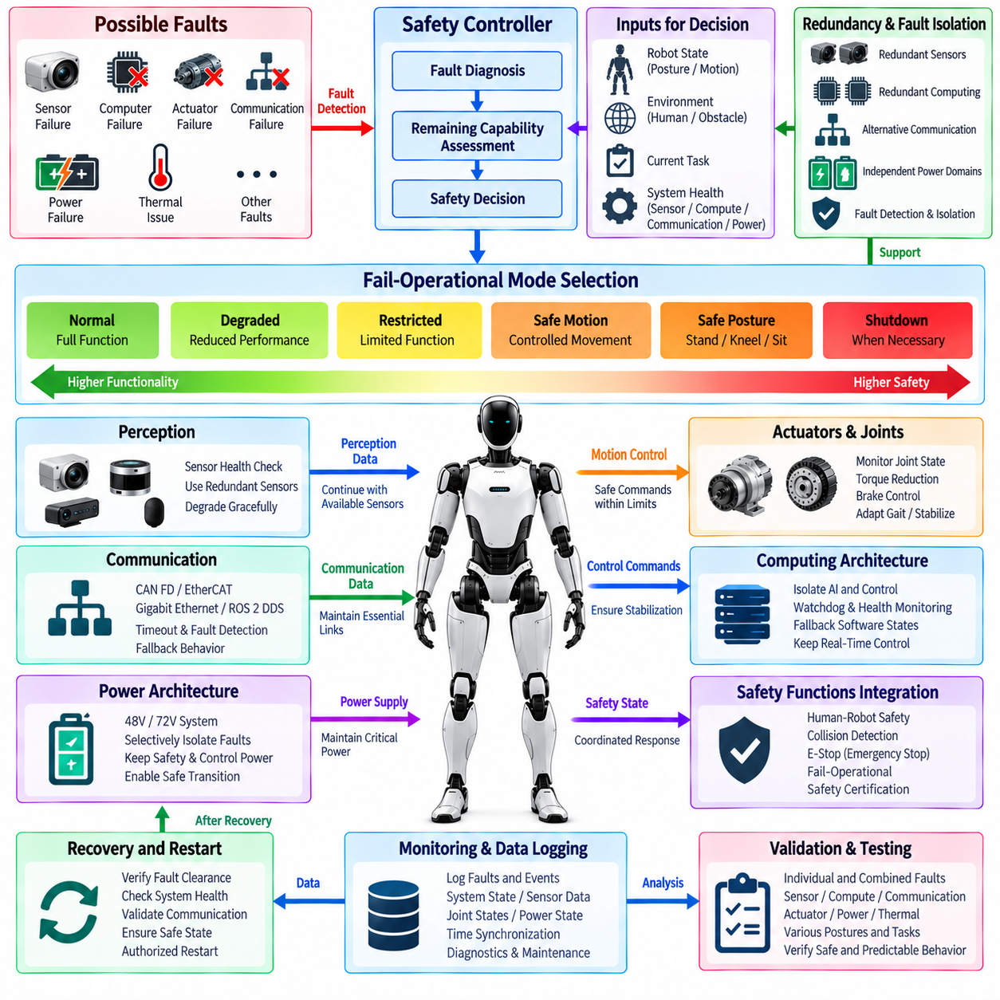 Possible Faults
Sensor
Failure
Computer
Failure
Actuator
Failure
Communication
Failure
Power
Failure
Thermal
Issue
Other
Faults
Fault
Detection
Safety Controller
Fault Diagnosis
Remaining Capability
Assessment
Safety Decision
Inputs for Decision
Robot State
(Posture / Motion)
Environment
(Human / Obstacle)
Current Task
System Health
(Sensor / Compute /
Communication / Power)
Redundancy & Fault Isolation
Redundant Sensors
Redundant Computing
Alternative Communication
Independent Power Domains
Fault Detection & Isolation
Support
Fail-Operational Mode Selection
Normal
Full Function
Degraded
Reduced Performance
Restricted
Limited Function
Safe Motion
Controlled Movement
Safe Posture
Stand / Kneel / Sit
Shutdown
When Necessary
Higher Functionality
Higher Safety
Perception
Sensor Health Check
Use Redundant Sensors
Degrade Gracefully
Perception
Data
Continue with
Available Sensors
Motion Control
Safe Commands
within Limits
Actuators & Joints
Monitor Joint State
Torque Reduction
Brake Control
Adapt Gait / Stabilize
Communication
CAN FD / EtherCAT
Gigabit Ethernet / ROS 2 DDS
Timeout & Fault Detection
Fallback Behavior
Communication
Data
Maintain Essential
Links
Control Commands
Ensure Stabilization
Computing Architecture
Isolate AI and Control
Watchdog & Health Monitoring
Fallback Software States
Keep Real-Time Control
Power Architecture
48V / 72V System
Selectively Isolate Faults
Keep Safety & Control Power
Enable Safe Transition
Power Supply
Maintain Critical
Power
Safety State
Coordinated Response
Safety Functions Integration
Human-Robot Safety
Collision Detection
E-Stop (Emergency Stop)
Fail-Operational
Safety Certification
After Recovery
Recovery and Restart
Verify Fault Clearance
Check System Health
Validate Communication
Ensure Safe State
Authorized Restart
Data
Monitoring & Data Logging
Log Faults and Events
System State / Sensor Data
Joint States / Power State
Time Synchronization
Diagnostics & Maintenance
Analysis
Validation & Testing
Individual and Combined Faults
Sensor / Compute / Communication
Actuator / Power / Thermal
Various Postures and Tasks
Verify Safe and Predictable Behavior